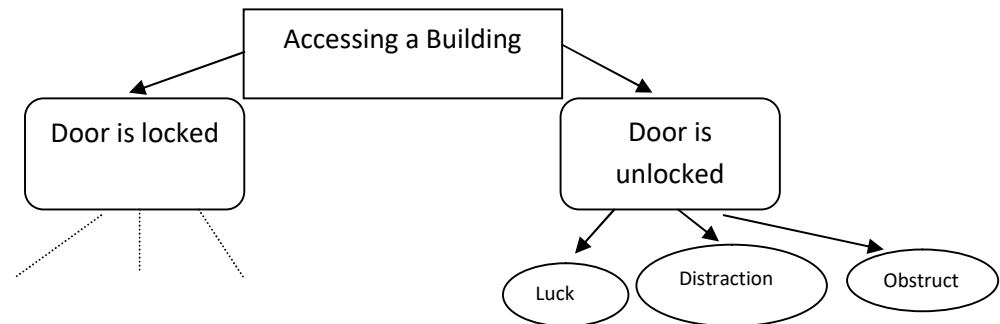 Accessing a Building
Door is locked
Door is
unlocked
Luck
Distraction
Obstruct